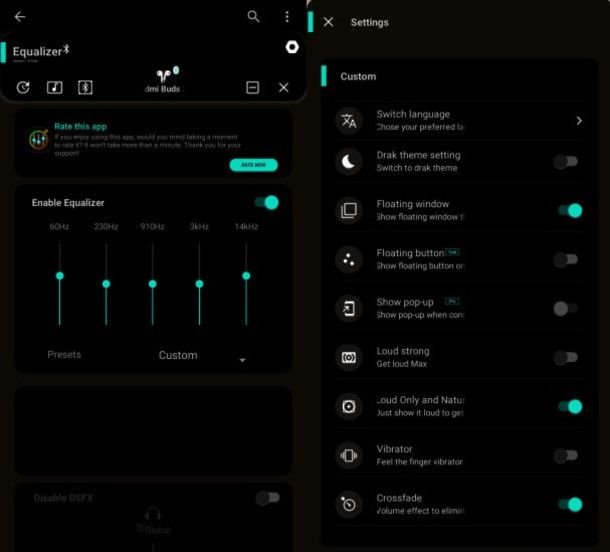 Equalizer
dmi Buds
Rate this app
If you enjoy using this app, would you mind taking a moment
to rate it? It won't take more than a minute. Thank you for your
support!
RATE NOW
Enable Equalizer
60Hz 230Hz 910Hz 3kHz 14kHz
Presets Custom
Disable DSFX
Global
Settings
Custom
Switch language
Chose your preferred la
Drak theme setting
Switch to drak theme
Floating window
Show floating window t
Floating button
Show floating button on
Show pop-up Pro
Show pop-up when con
Loud strong
Get loud Max
Loud Only and Natur
Just show it loud to get
Vibrator
Feel the finger vibrator
Crossfade
Volume effect to elimin